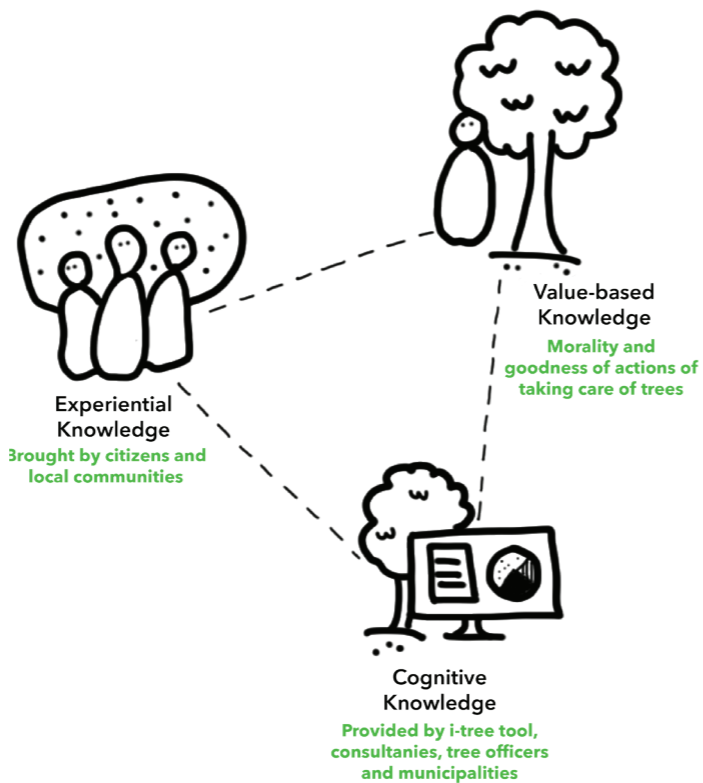 Value-based
Knowledge
Morality and
goodness of actions of
taking care of trees
Experiential
Knowledge
Brought by citizens and
local communities
Cognitive
Knowledge
Provided by i-tree tool,
consultanies, tree officers
and municipalities